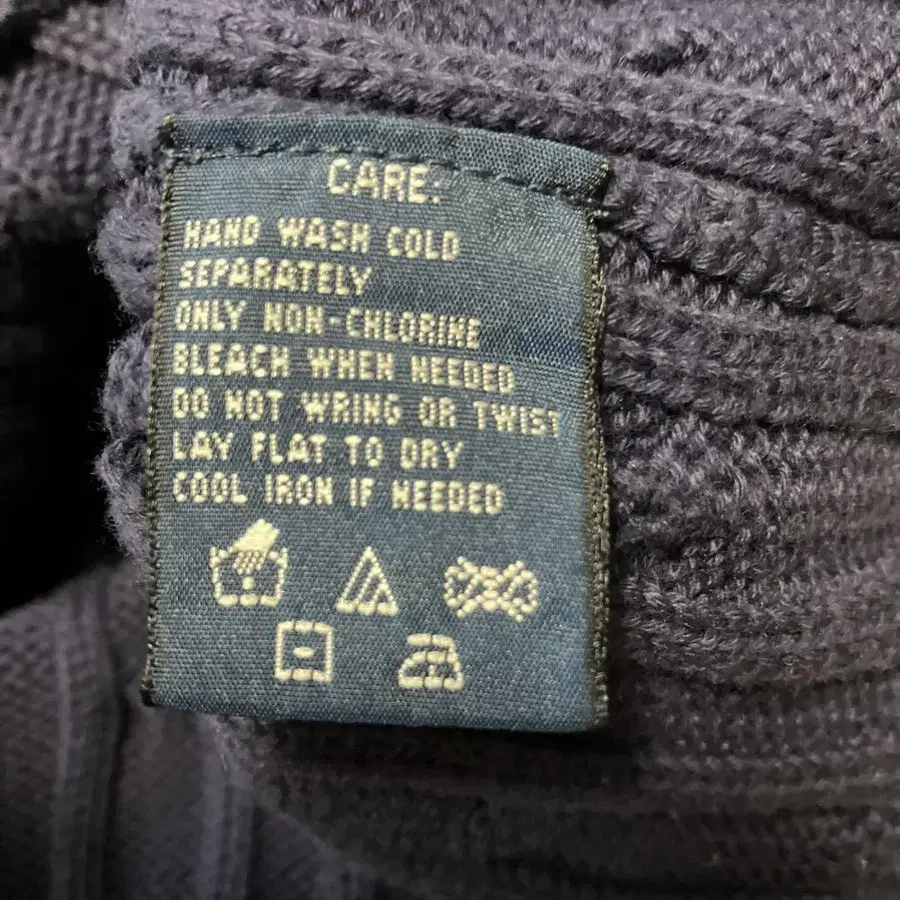 CARE:
HAND WASH COLD
SEPARATELY
ONLY NON-CHLORINE
BLEACH WHEN NEEDED
DO NOT WRING OR TWIST
LAY FLAT TO DRY
COOL IRON IF NEEDED